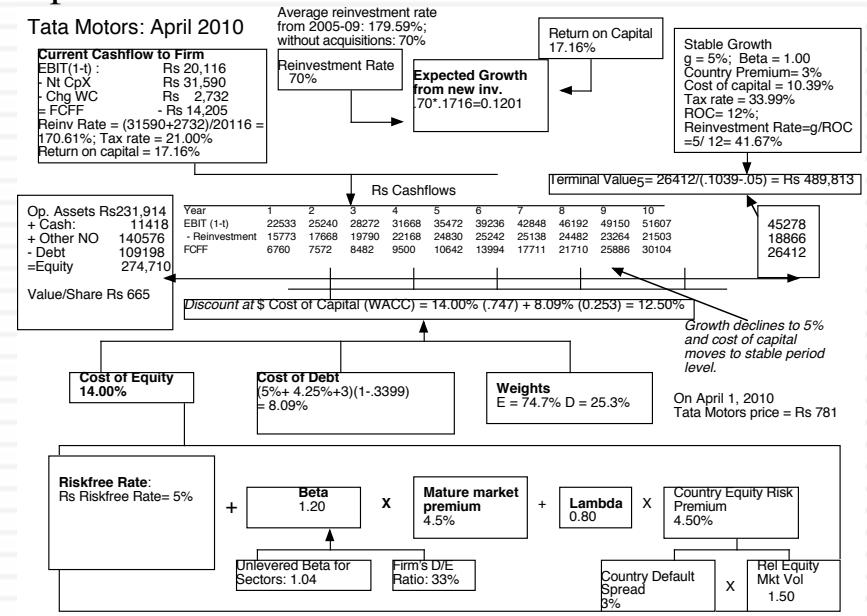 Tata Motors: April 2010
Average reinvestment rate
from 2005-09: 179.59%;
without acquisitions: 70%
Current Cashflow to Firm
EBIT(1-t) : Rs 20,116
- Nt CpX Rs 31,590
- Chg WC Rs 2,732
= FCFF - Rs 14,205
Reinv Rate = (31590+2732)/20116 =
170.61%; Tax rate = 21.00%
Return on capital = 17.16%
Reinvestment Rate
70%
Expected Growth
from new inv.
.70*.1716=0.1201
Return on Capital
17.16%
Stable Growth
g = 5%; Beta = 1.00
Country Premium= 3%
Cost of capital = 10.39%
Tax rate = 33.99%
ROC= 12%;
Reinvestment Rate=g/ROC
=5/ 12= 41.67%
Terminal Value5= 26412/(.1039-.05) = Rs 489,813
Rs Cashflows
Op. Assets Rs231,914
+ Cash: 11418
+ Other NO 140576
- Debt 109198
=Equity 274,710
Value/Share Rs 665
Year 1 2 3 4 5 6 7 8 9 10
EBIT (1-t) 22533 25240 28272 31668 35472 39236 42848 46192 49150 51607
- Reinvestment 15773 17668 19790 22168 24830 25242 25138 24482 23264 21503
FCFF 6760 7572 8482 9500 10642 13994 17711 21710 25886 30104
45278
18866
26412
Discount at $ Cost of Capital (WACC) = 14.00% (.747) + 8.09% (0.253) = 12.50%
Growth declines to 5%
and cost of capital
moves to stable period
level.
Cost of Equity
14.00%
Cost of Debt
(5%+ 4.25%+3)(1-.3399)
= 8.09%
Weights
E = 74.7% D = 25.3%
On April 1, 2010
Tata Motors price = Rs 781
Riskfree Rate:
Rs Riskfree Rate= 5%
+
Beta
1.20
X
Mature market
premium
4.5%
+
Lambda
0.80
X
Country Equity Risk
Premium
4.50%
Unlevered Beta for
Sectors: 1.04
Firm's D/E
Ratio: 33%
Country Default
Spread
3%
X
Rel Equity
Mkt Vol
1.50